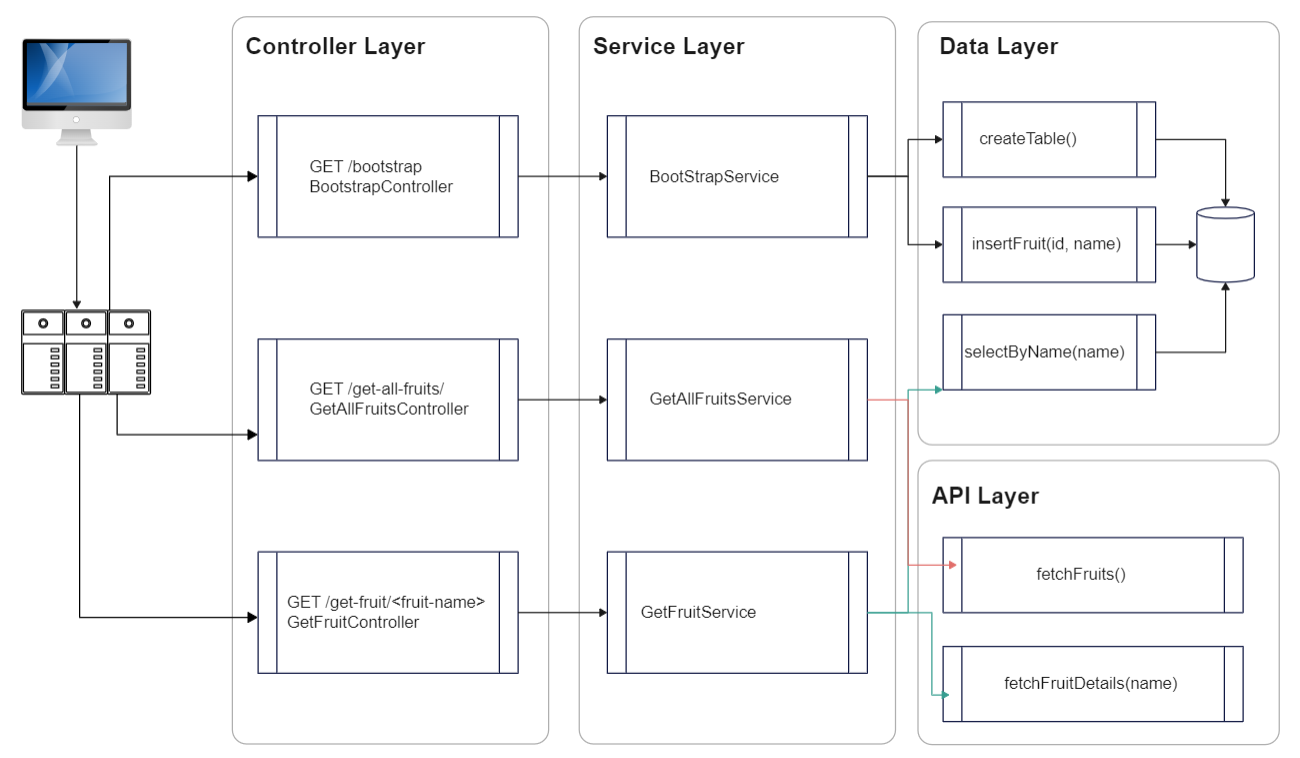 Controller Layer
GET /bootstrap
BootstrapController
GET /get-all-fruits/
GetAllFruitsController
GET /get-fruit/<fruit-name>
GetFruitController
Service Layer
BootStrapService
GetAllFruitsService
GetFruitService
Data Layer
createTable()
insertFruit(id, name)
selectByName(name)
API Layer
fetchFruits()
fetchFruitDetails(name)